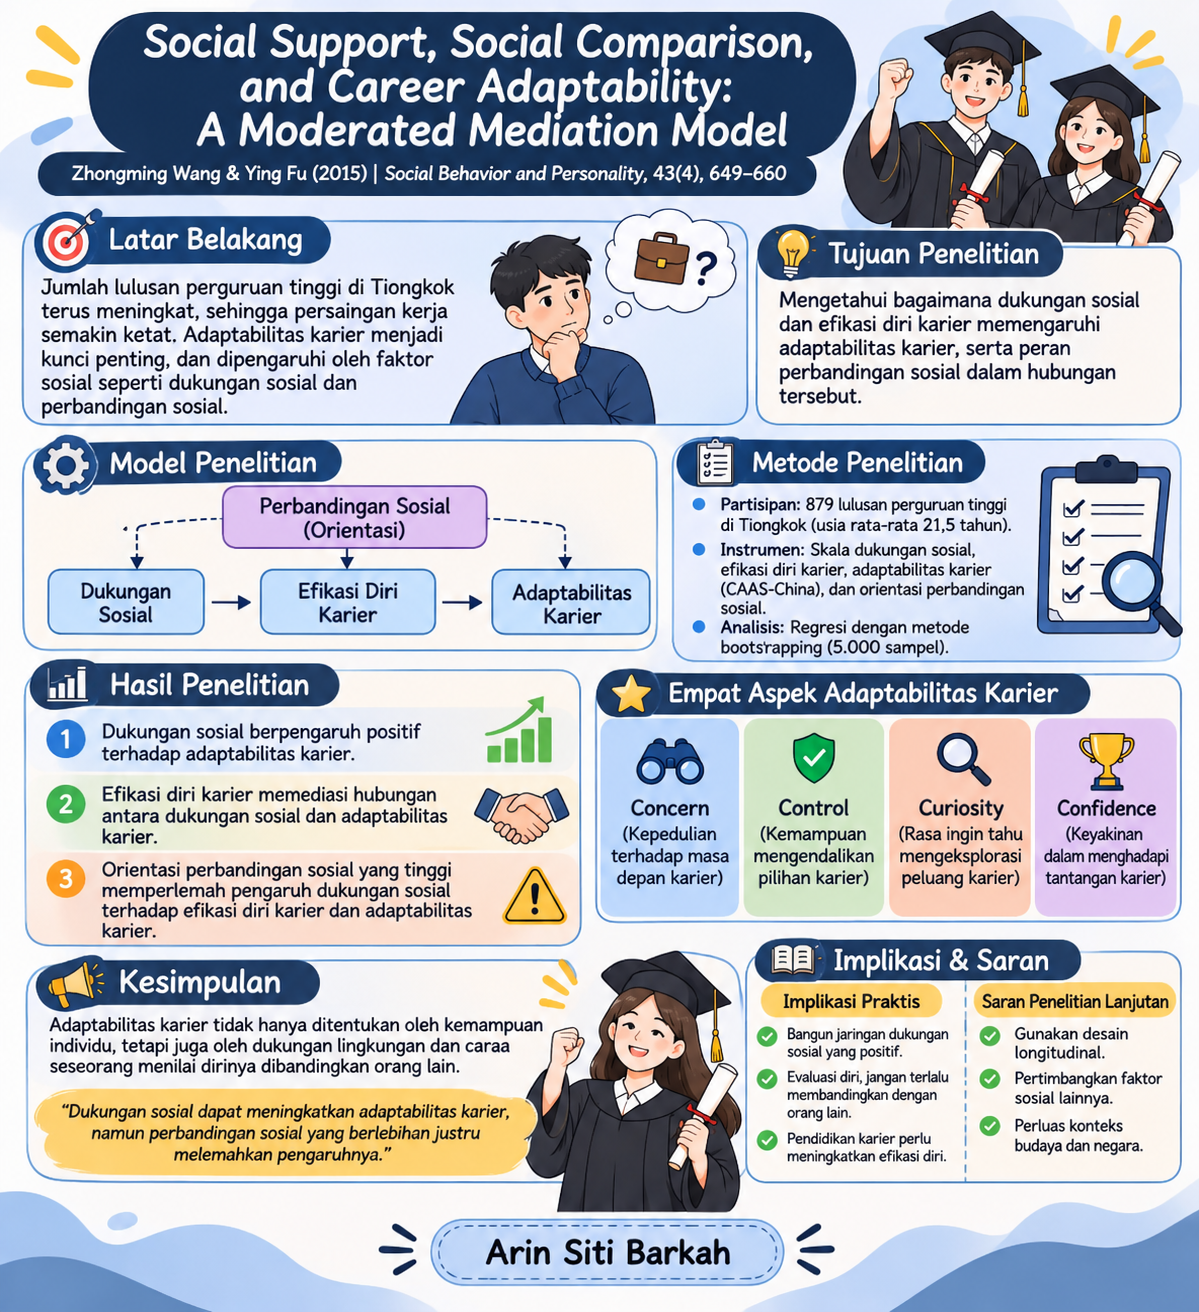 Social Support, Social Comparison,
and Career Adaptability:
A Moderated Mediation Model
Zhongming Wang & Ying Fu (2015) | Social Behavior and Personality, 43(4), 649–660
Latar Belakang
Jumlah lulusan perguruan tinggi di Tiongkok
terus meningkat, sehingga persaingan kerja
semakin ketat. Adaptabilitas karier menjadi
kunci penting, dan dipengaruhi oleh faktor
sosial seperti dukungan sosial dan
perbandingan sosial.
?
Tujuan Penelitian
Mengetahui bagaimana dukungan sosial
dan efikasi diri karier memengaruhi
adaptabilitas karier, serta peran
perbandingan sosial dalam hubungan
tersebut.
Model Penelitian
Perbandingan Sosial
(Orientasi)
Dukungan
Sosial
Efikasi Diri
Karier
Adaptabilitas
Karier
Metode Penelitian
Partisipan: 879 lulusan perguruan tinggi
di Tiongkok (usia rata-rata 21,5 tahun).
Instrumen: Skala dukungan sosial,
efikasi diri karier, adaptabilitas karier
(CAAS-China), dan orientasi perbandingan
sosial.
Analisis: Regresi dengan metode
bootsrapping (5.000 sampel).
Hasil Penelitian
1 Dukungan sosial berpengaruh positif
terhadap adaptabilitas karier.
2 Efikasi diri karier memediasi hubungan
antara dukungan sosial dan adaptabilitas
karier.
3 Orientasi perbandingan sosial yang tinggi
memperlemah pengaruh dukungan sosial
terhadap efikasi diri karier dan adaptabilitas
karier.
Empat Aspek Adaptabilitas Karier
Concern
(Kepedulian
terhadap masa
depan karier)
Control
(Kemampuan
mengendalikan
pilihan karier)
Curiosity
(Rasa ingin tahu
mengeksplorasi
peluang karier)
Confidence
(Keyakinan
dalam menghadapi
tantangan karier)
Kesimpulan
Adaptabilitas karier tidak hanya ditentukan oleh kemampuan
individu, tetapi juga oleh dukungan lingkungan dan caraa
seseorang menilai dirinya dibandingkan orang lain.
“Dukungan sosial dapat meningkatkan adaptabilitas karier,
namun perbandingan sosial yang berlebihan justru
melemahkan pengaruhnya.”
Implikasi & Saran
Implikasi Praktis
Bangun jaringan dukungan
sosial yang positif.
Evaluasi diri, jangan terlalu
membandingkan dengan
orang lain.
Pendidikan karier perlu
meningkatkan efikasi diri.
Saran Penelitian Lanjutan
Gunakan desain
longitudinal.
Pertimbangkan faktor
sosial lainnya.
Perluas konteks
budaya dan negara.
Arin Siti Barkah